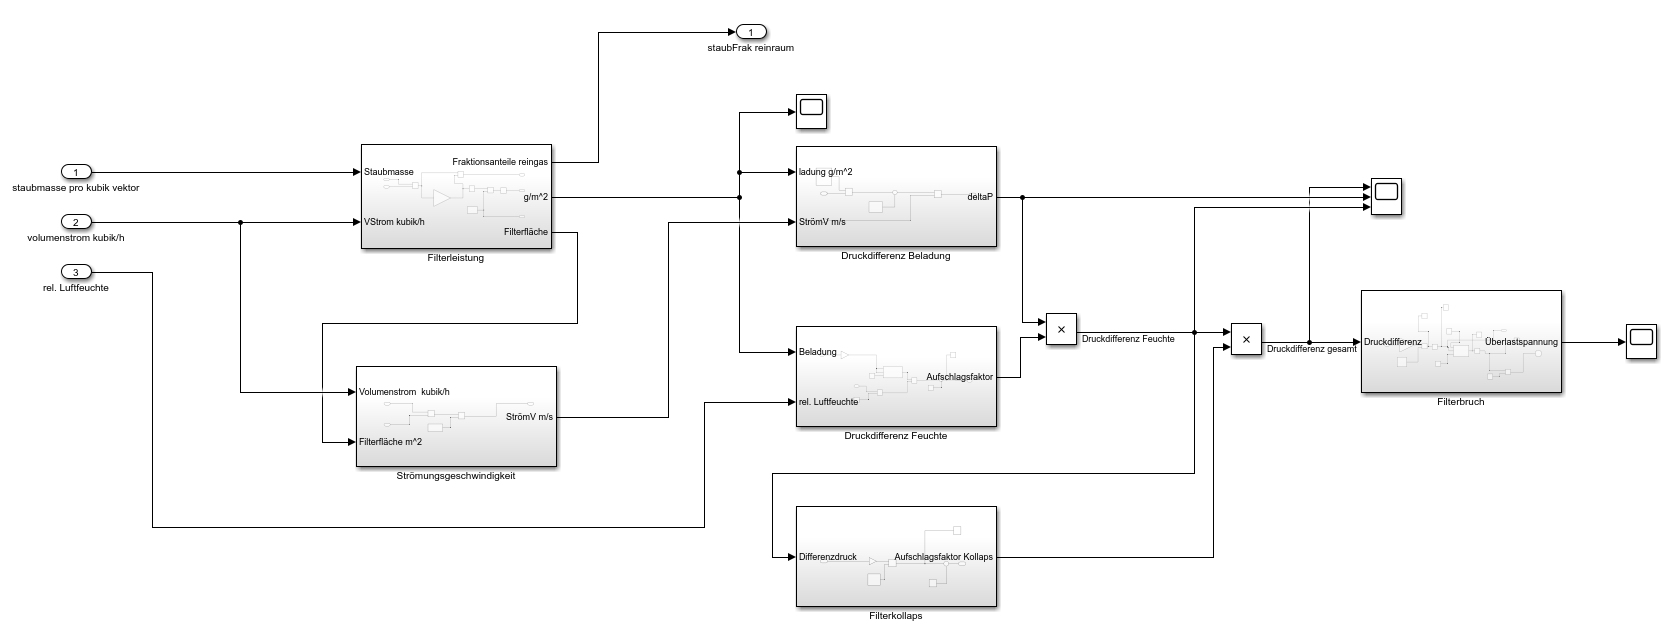 1
staubFrak reinraum
1
staubmasse pro kubik vektor
2
volumenstrom kubik/h
3
rel. Luftfeuchte
Staubmasse
VStrom kubik/h
Fraktionsanteile reingas
g/m^2
Filterfläche
Filterleistung
Volumenstrom  kubik/h
Filterfläche m^2
StrömV m/s
Strömungsgeschwindigkeit
ladung g/m^2
StrömV m/s
deltaP
Druckdifferenz Beladung
Beladung
rel. Luftfeuchte
Aufschlagsfaktor
Druckdifferenz Feuchte
×
Druckdifferenz Feuchte
×
Druckdifferenz gesamt
Differenzdruck
Aufschlagsfaktor Kollaps
Filterkollaps
Druckdifferenz
Überlastspannung
Filterbruch